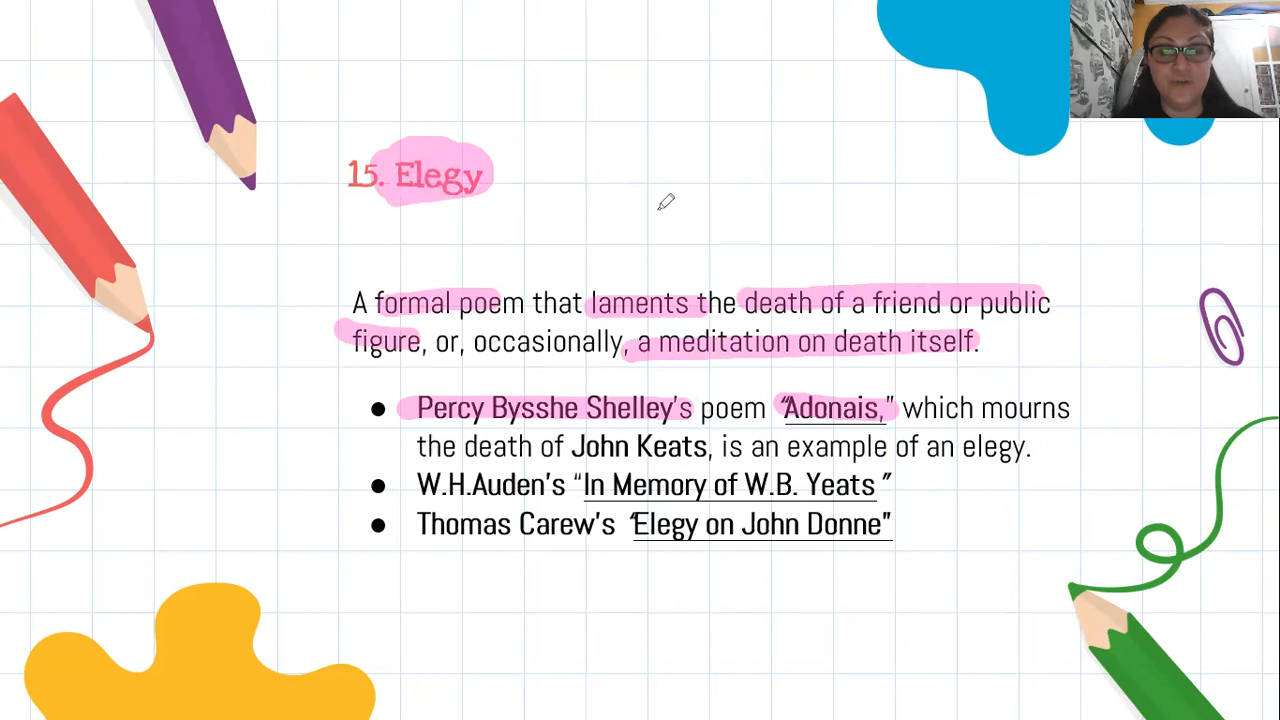 15. Elegy
A formal poem that laments the death of a friend or public
figure, or, occasionally, a meditation on death itself.
● Percy Bysshe Shelley's poem “Adonais,” which mourns
the death of John Keats, is an example of an elegy.
● W.H.Auden's “In Memory of W.B. Yeats”
● Thomas Carew's “Elegy on John Donne”